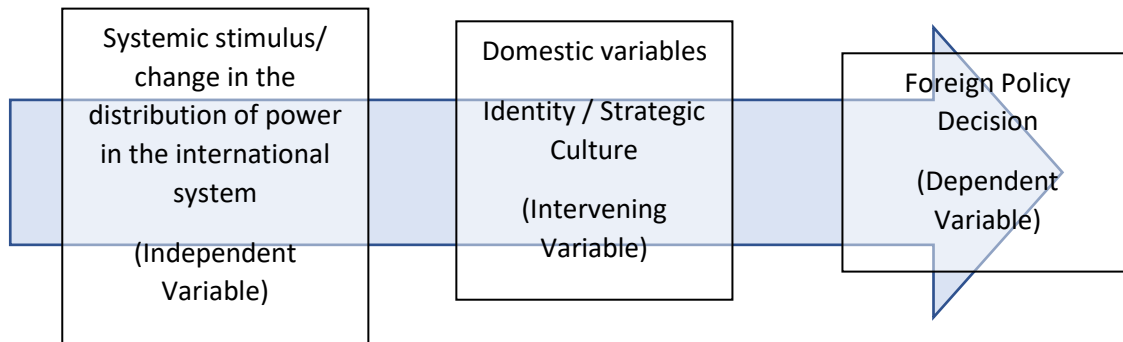 Systemic stimulus/
change in the
distribution of power
in the international
system
(Independent
Variable)
Domestic variables
Identity / Strategic
Culture
(Intervening
Variable)
Foreign Policy
Decision
(Dependent
Variable)